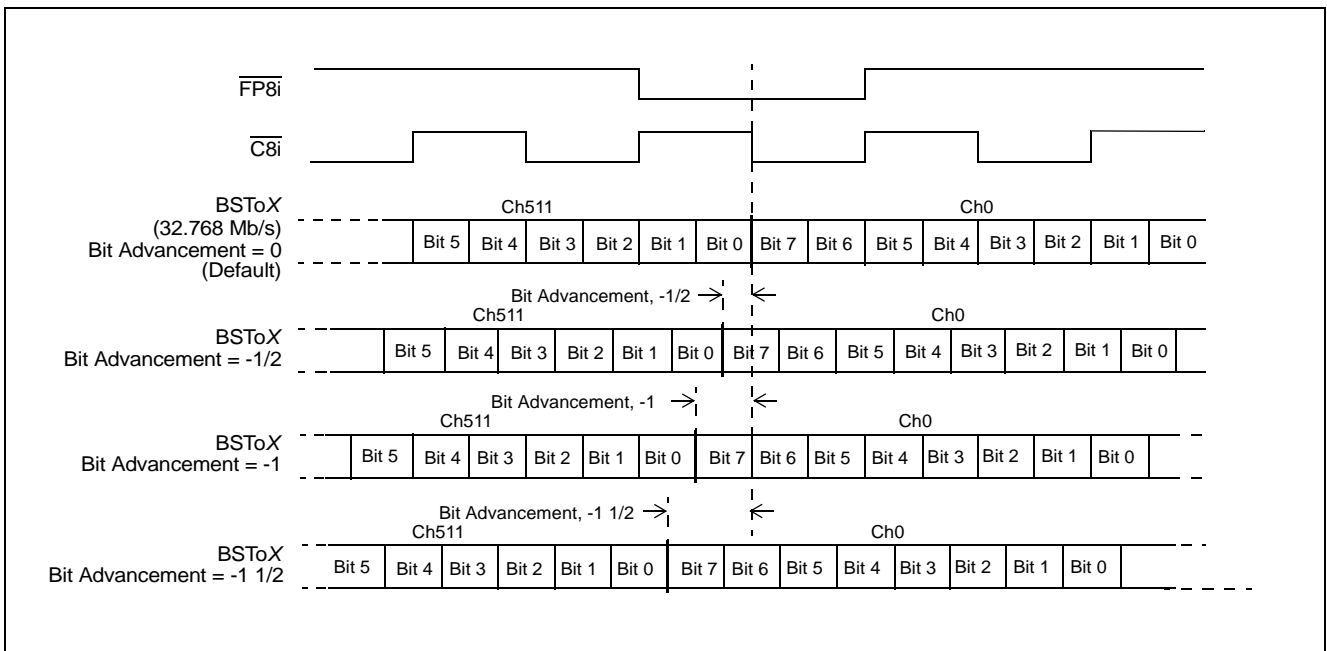 FP8i
C8i
BSToX
(32.768 Mb/s)
Bit Advancement = 0
(Default)
Ch511
Ch0
Bit 5 Bit 4 Bit 3 Bit 2 Bit 1 Bit 0 Bit 7 Bit 6 Bit 5 Bit 4 Bit 3 Bit 2 Bit 1 Bit 0
Bit Advancement, -1/2
Ch511
Ch0
BSToX
Bit Advancement = -1/2
Bit 5 Bit 4 Bit 3 Bit 2 Bit 1 Bit 0 Bit 7 Bit 6 Bit 5 Bit 4 Bit 3 Bit 2 Bit 1 Bit 0
Bit Advancement, -1
Ch511
Ch0
BSToX
Bit Advancement = -1
Bit 5 Bit 4 Bit 3 Bit 2 Bit 1 Bit 0 Bit 7 Bit 6 Bit 5 Bit 4 Bit 3 Bit 2 Bit 1 Bit 0
Bit Advancement, -1 1/2
Ch511
Ch0
BSToX
Bit Advancement = -1 1/2
Bit 5 Bit 4 Bit 3 Bit 2 Bit 1 Bit 0 Bit 7 Bit 6 Bit 5 Bit 4 Bit 3 Bit 2 Bit 1 Bit 0